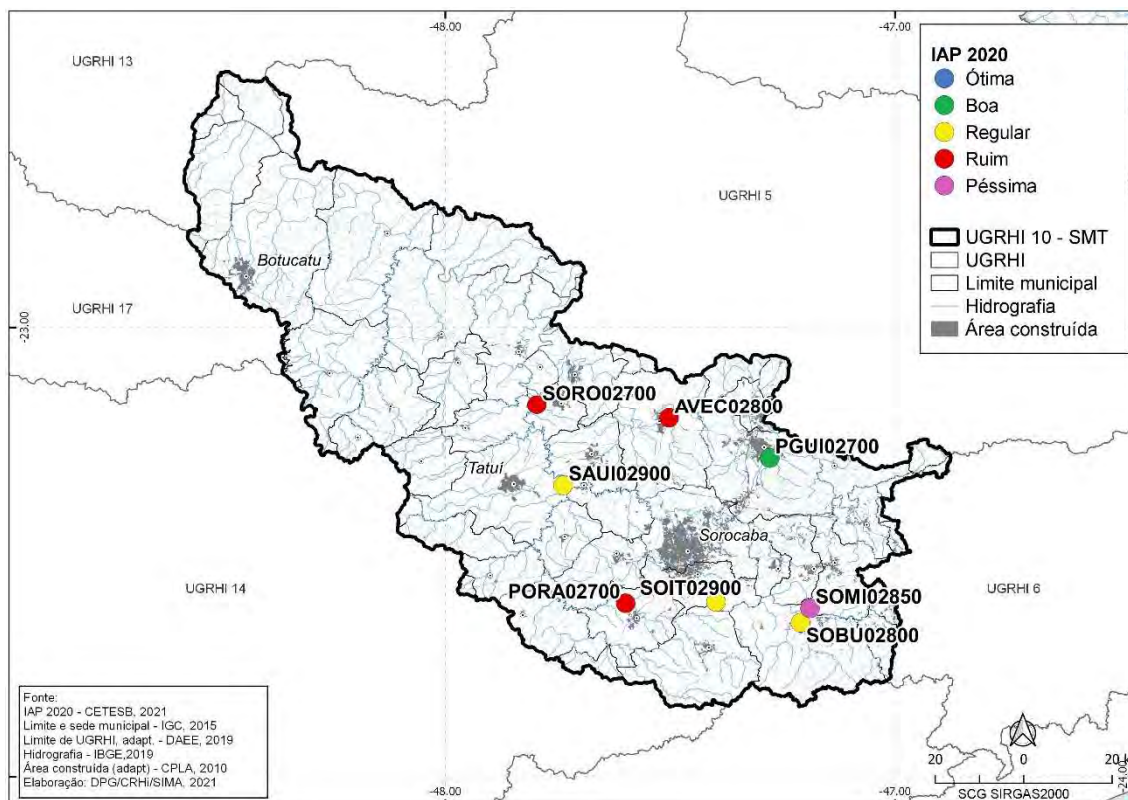 -48.00
-47.00
UGRHI 13
IAP 2020
Ótima
Boa
Regular
Ruim
Péssima
UGRHI 10 - SMT
UGRHI
Limite municipal
Hidrografia
Área construída
UGRHI 5
Botucatu
UGRHI 17
-23.00
SORO02700
AVEC02800
PGUI02700
Tatuí
SAUI02900
Sorocaba
UGRHI 14
PORA02700
SOIT02900
SOMI02850
UGRHI 6
SOBU02800
Fonte:
IAP 2020 - CETESB, 2021
Limite e sede municipal - IGC, 2015
Limite de UGRHI, adapt. - DAEE, 2019
Hidrografia - IBGE,2019
Área construída (adapt) - CPLA, 2010
Elaboração: DPG/CRHi/SIMA, 2021
20 0 20
SCG SIRGAS2000
-48.00
-47.00
-24.00